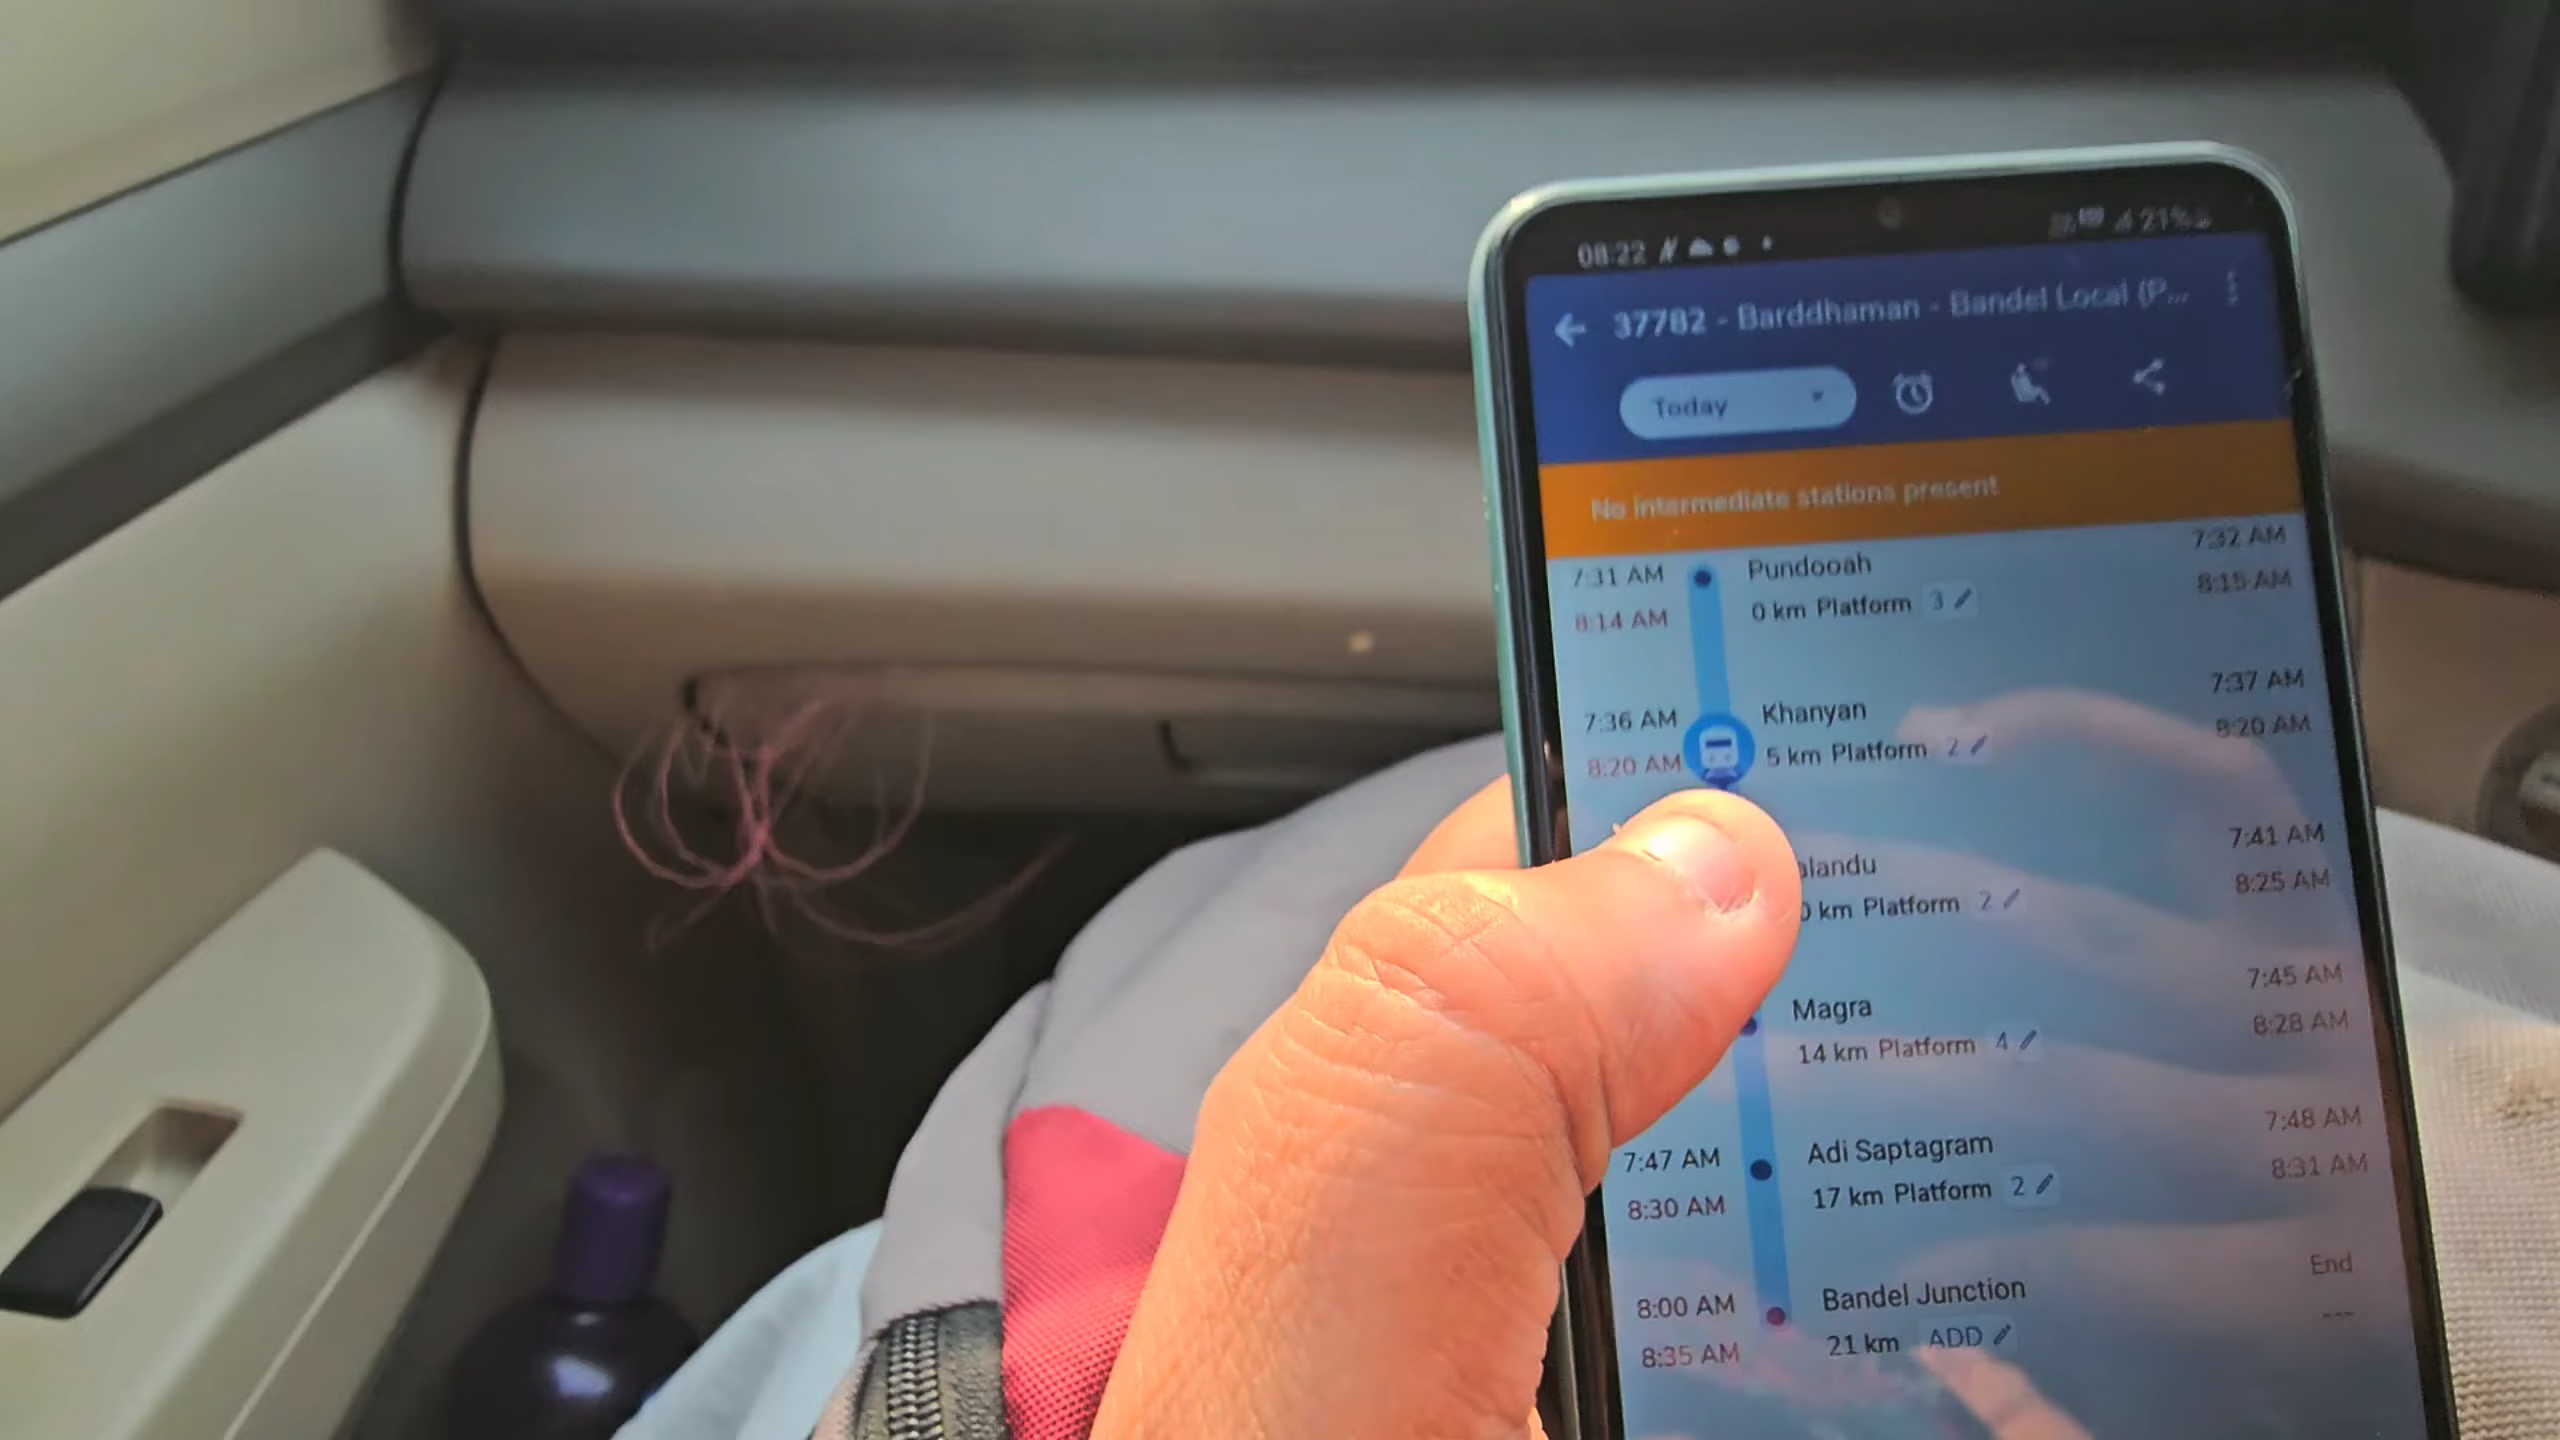 08:22 21%
37782 - Barddhaman - Bandel Local (P...
Today
No intermediate stations present
7:31 AM Pundooah 7:32 AM
8:14 AM 0 km Platform 3 8:15 AM
7:36 AM Khanyan 7:37 AM
8:20 AM 5 km Platform 2 8:20 AM
alandu 7:41 AM
0 km Platform 2 8:25 AM
Magra 7:45 AM
14 km Platform 4 8:28 AM
7:47 AM Adi Saptagram 7:48 AM
8:30 AM 17 km Platform 2 8:31 AM
8:00 AM Bandel Junction End
8:35 AM 21 km ADD ---